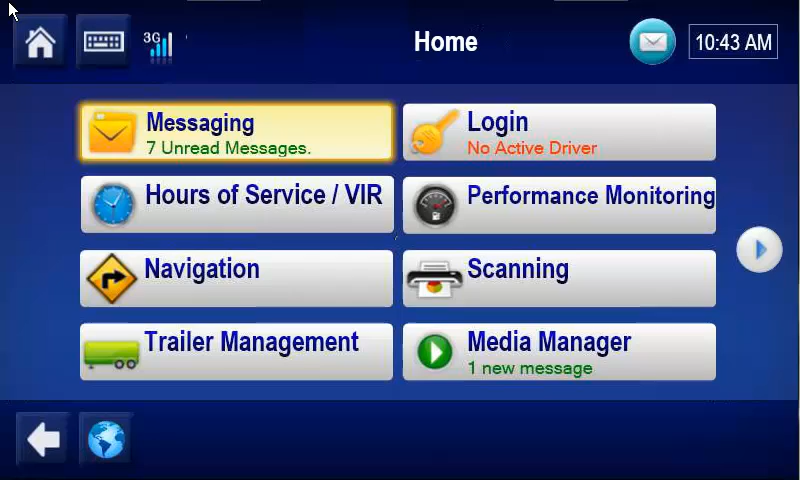 3G
Home
10:43 AM
Messaging
7 Unread Messages.
Login
No Active Driver
Hours of Service / VIR
Performance Monitoring
Navigation
Scanning
Trailer Management
Media Manager
1 new message